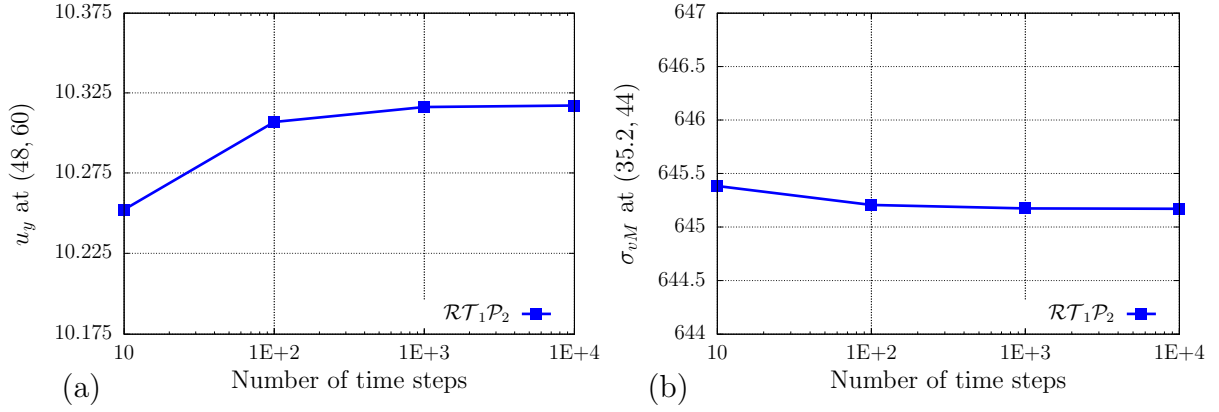 10.375
10.325
10.275
10.225
10.175
u_y at (48, 60)
10
1E+2
1E+3
1E+4
Number of time steps
ℛ𝒯₁𝒫₂
(a)
647
646.5
646
645.5
645
644.5
644
σ_vM at (35.2, 44)
10
1E+2
1E+3
1E+4
Number of time steps
ℛ𝒯₁𝒫₂
(b)